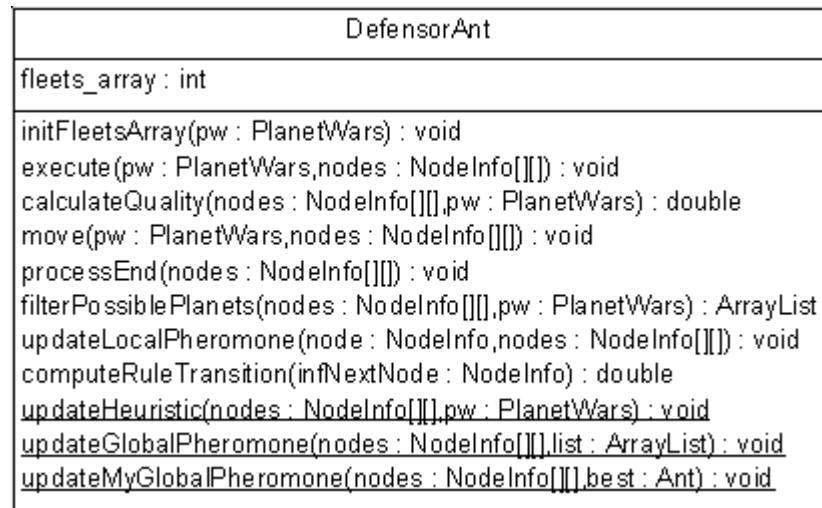 DefensorAnt
fleets_array : int
initFleetsArray(pw : PlanetWars) : void
execute(pw : PlanetWars,nodes : NodeInfo[][]) : void
calculateQuality(nodes : NodeInfo[][],pw : PlanetWars) : double
move(pw : PlanetWars,nodes : NodeInfo[][]) : void
processEnd(nodes : NodeInfo[][]) : void
filterPossiblePlanets(nodes : NodeInfo[][],pw : PlanetWars) : ArrayList
updateLocalPheromone(node : NodeInfo,nodes : NodeInfo[][]) : void
computeRuleTransition(infNextNode : NodeInfo) : double
updateHeuristic(nodes : NodeInfo[][],pw : PlanetWars) : void
updateGlobalPheromone(nodes : NodeInfo[][],list : ArrayList) : void
updateMyGlobalPheromone(nodes : NodeInfo[][],best : Ant) : void